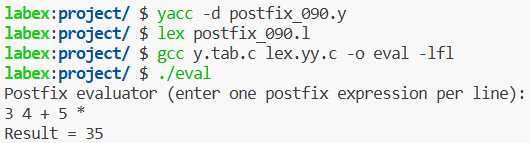 labex:project/ $ yacc -d postfix_090.y
labex:project/ $ lex postfix_090.l
labex:project/ $ gcc y.tab.c lex.yy.c -o eval -lfl
labex:project/ $ ./eval
Postfix evaluator (enter one postfix expression per line):
3 4 + 5 *
Result = 35